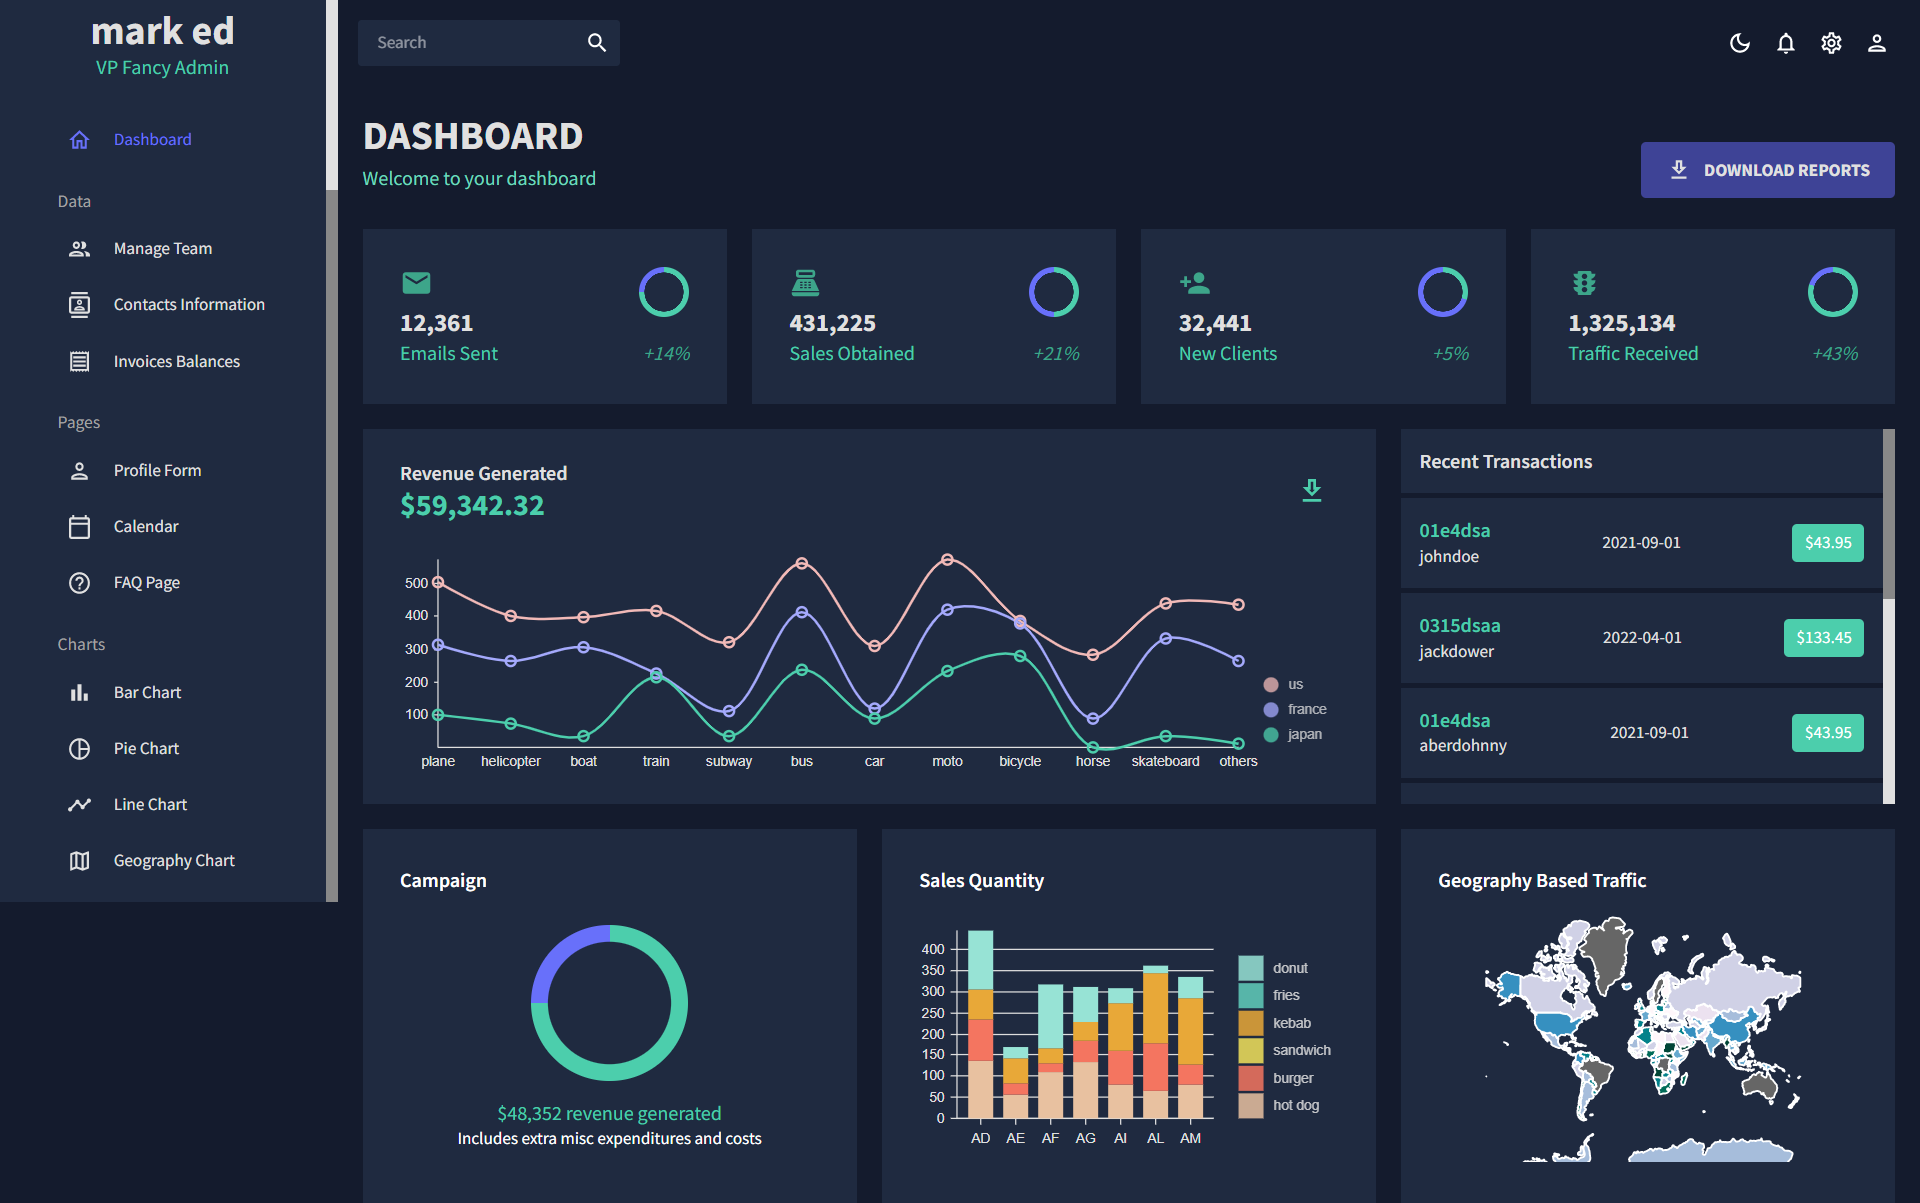 mark ed
VP Fancy Admin
Dashboard
Data
Manage Team
Contacts Information
Invoices Balances
Pages
Profile Form
Calendar
FAQ Page
Charts
Bar Chart
Pie Chart
Line Chart
Geography Chart
Search
DASHBOARD
Welcome to your dashboard
DOWNLOAD REPORTS
12,361
Emails Sent +14%
431,225
Sales Obtained +21%
32,441
New Clients +5%
1,325,134
Traffic Received +43%
Revenue Generated
$59,342.32
500
400
300
200
100
plane helicopter boat train subway bus car moto bicycle horse skateboard others
us
france
japan
Recent Transactions
01e4dsa
johndoe
2021-09-01
$43.95
0315dsaa
jackdower
2022-04-01
$133.45
01e4dsa
aberdohnny
2021-09-01
$43.95
Campaign
$48,352 revenue generated
Includes extra misc expenditures and costs
Sales Quantity
400
350
300
250
200
150
100
50
0
AD AE AF AG AI AL AM
donut
fries
kebab
sandwich
burger
hot dog
Geography Based Traffic